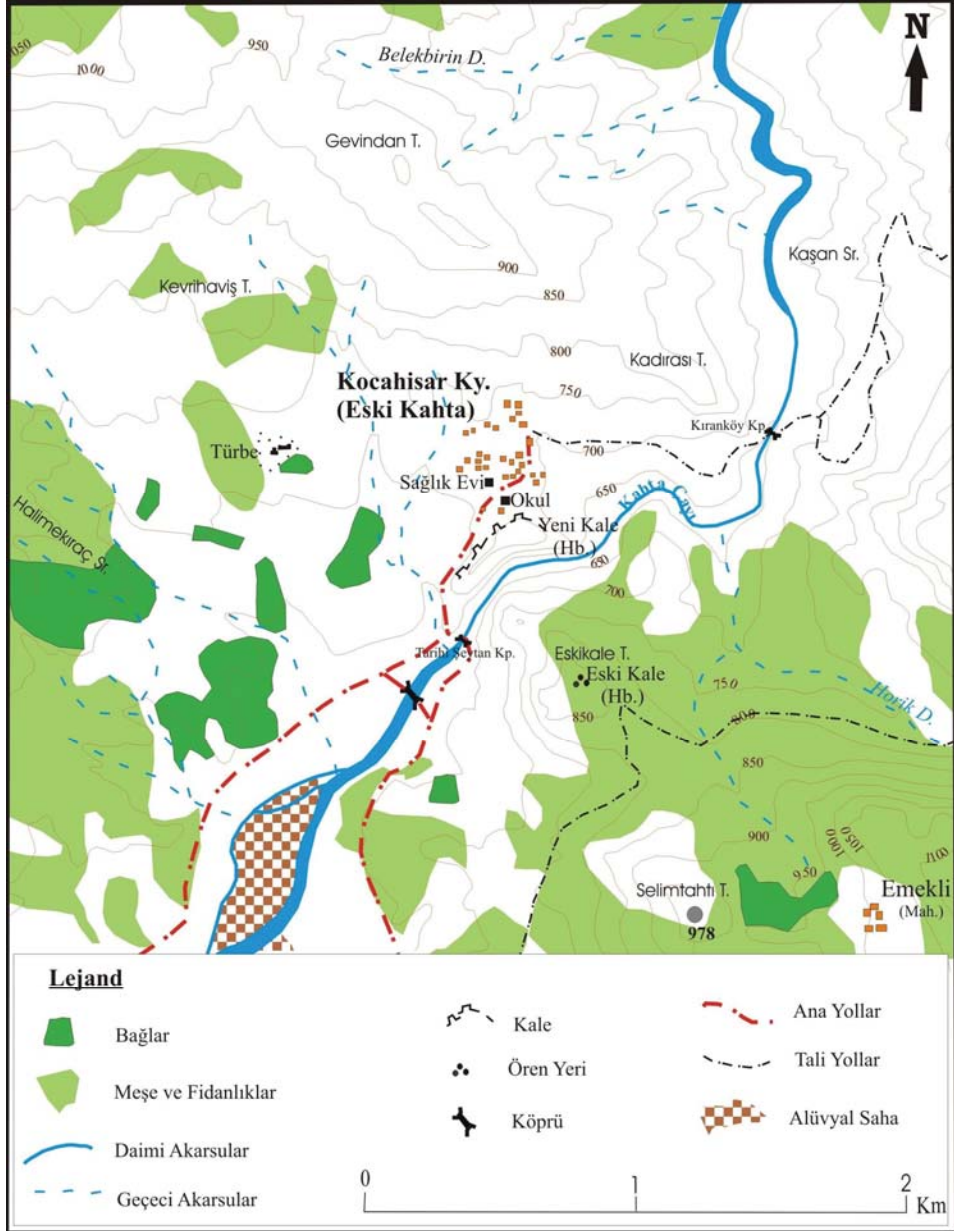 N
050
1000
950
Belekbirin D.
Gevindan T.
Kaşan Sr.
900
Kevrihaviş T.
850
800
Kadırası T.
Kocahisar Ky.
(Eski Kahta)
750
Kıranköy Kp.
Türbe
700
Sağlık Evi
650
Okul
Kahta Çayı
Yeni Kale
(Hb.)
Halimekıraç Sr.
650
700
Tarihi Şeytan Kp.
Eskikale T.
Eski Kale
(Hb.)
750
Horik D.
850
800
850
900
1050
1000
950
1100
Selimtahtı T.
978
Emekli
(Mah.)
Lejand
Bağlar
Meşe ve Fidanlıklar
Daimi Akarsular
Geçeci Akarsular
Kale
Ören Yeri
Köprü
Ana Yollar
Tali Yollar
Alüvyal Saha
0
1
2
Km